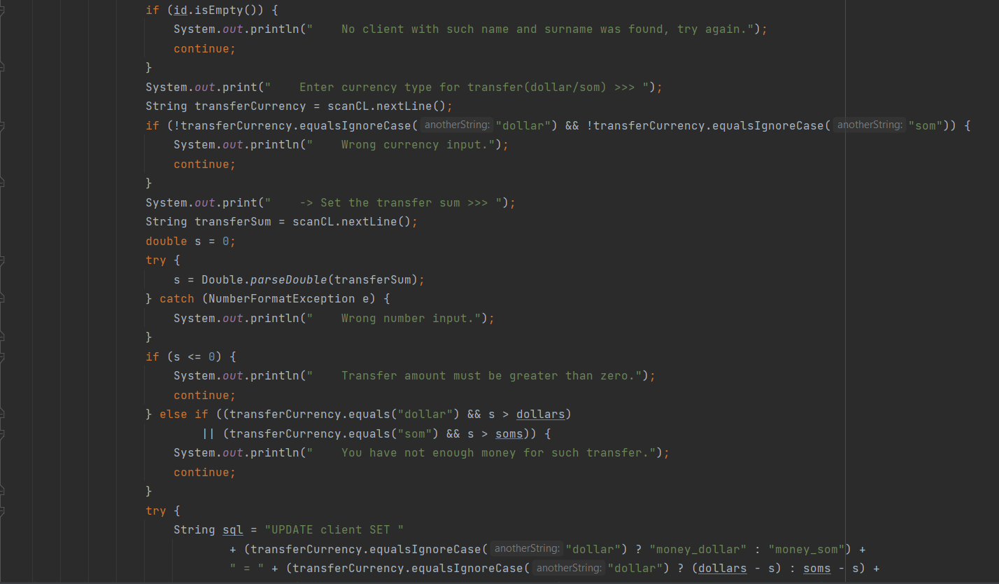 if (id.isEmpty()) {
System.out.println("    No client with such name and surname was found, try again.");
continue;
}
System.out.print("    Enter currency type for transfer(dollar/som) >>> ");
String transferCurrency = scanCL.nextLine();
if (!transferCurrency.equalsIgnoreCase( anotherString: "dollar") && !transferCurrency.equalsIgnoreCase( anotherString: "som")) {
System.out.println("    Wrong currency input.");
continue;
}
System.out.print("    -> Set the transfer sum >>> ");
String transferSum = scanCL.nextLine();
double s = 0;
try {
s = Double.parseDouble(transferSum);
} catch (NumberFormatException e) {
System.out.println("    Wrong number input.");
}
if (s <= 0) {
System.out.println("    Transfer amount must be greater than zero.");
continue;
} else if ((transferCurrency.equals("dollar") && s > dollars)
|| (transferCurrency.equals("som") && s > soms)) {
System.out.println("    You have not enough money for such transfer.");
continue;
}
try {
String sql = "UPDATE client SET "
+ (transferCurrency.equalsIgnoreCase( anotherString: "dollar") ? "money_dollar" : "money_som") +
" = " + (transferCurrency.equalsIgnoreCase( anotherString: "dollar") ? (dollars - s) : soms - s) +